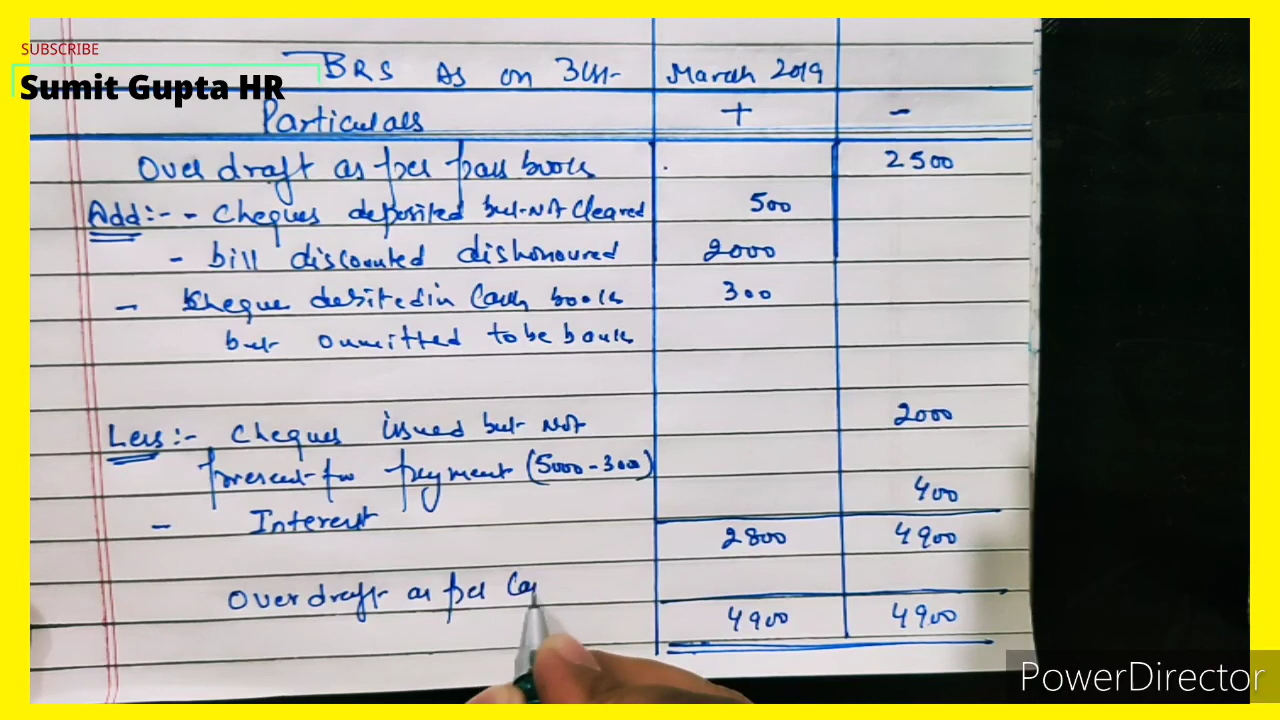 SUBSCRIBE
Sumit Gupta HR
BRS As on 31st March 2019
Particulars + -
Overdraft as per pass book 2500
Add:- - Cheques deposited but Not Cleared 500
- bill discounted dishonoured 2000
- Cheque debited in Cash book 300
but ommitted to be bank
Less:- Cheques issued but Not 2000
present for payment (5000-3000)
- Interest 400
2800 4900
Overdraft as per Ca
4900 4900
PowerDirector